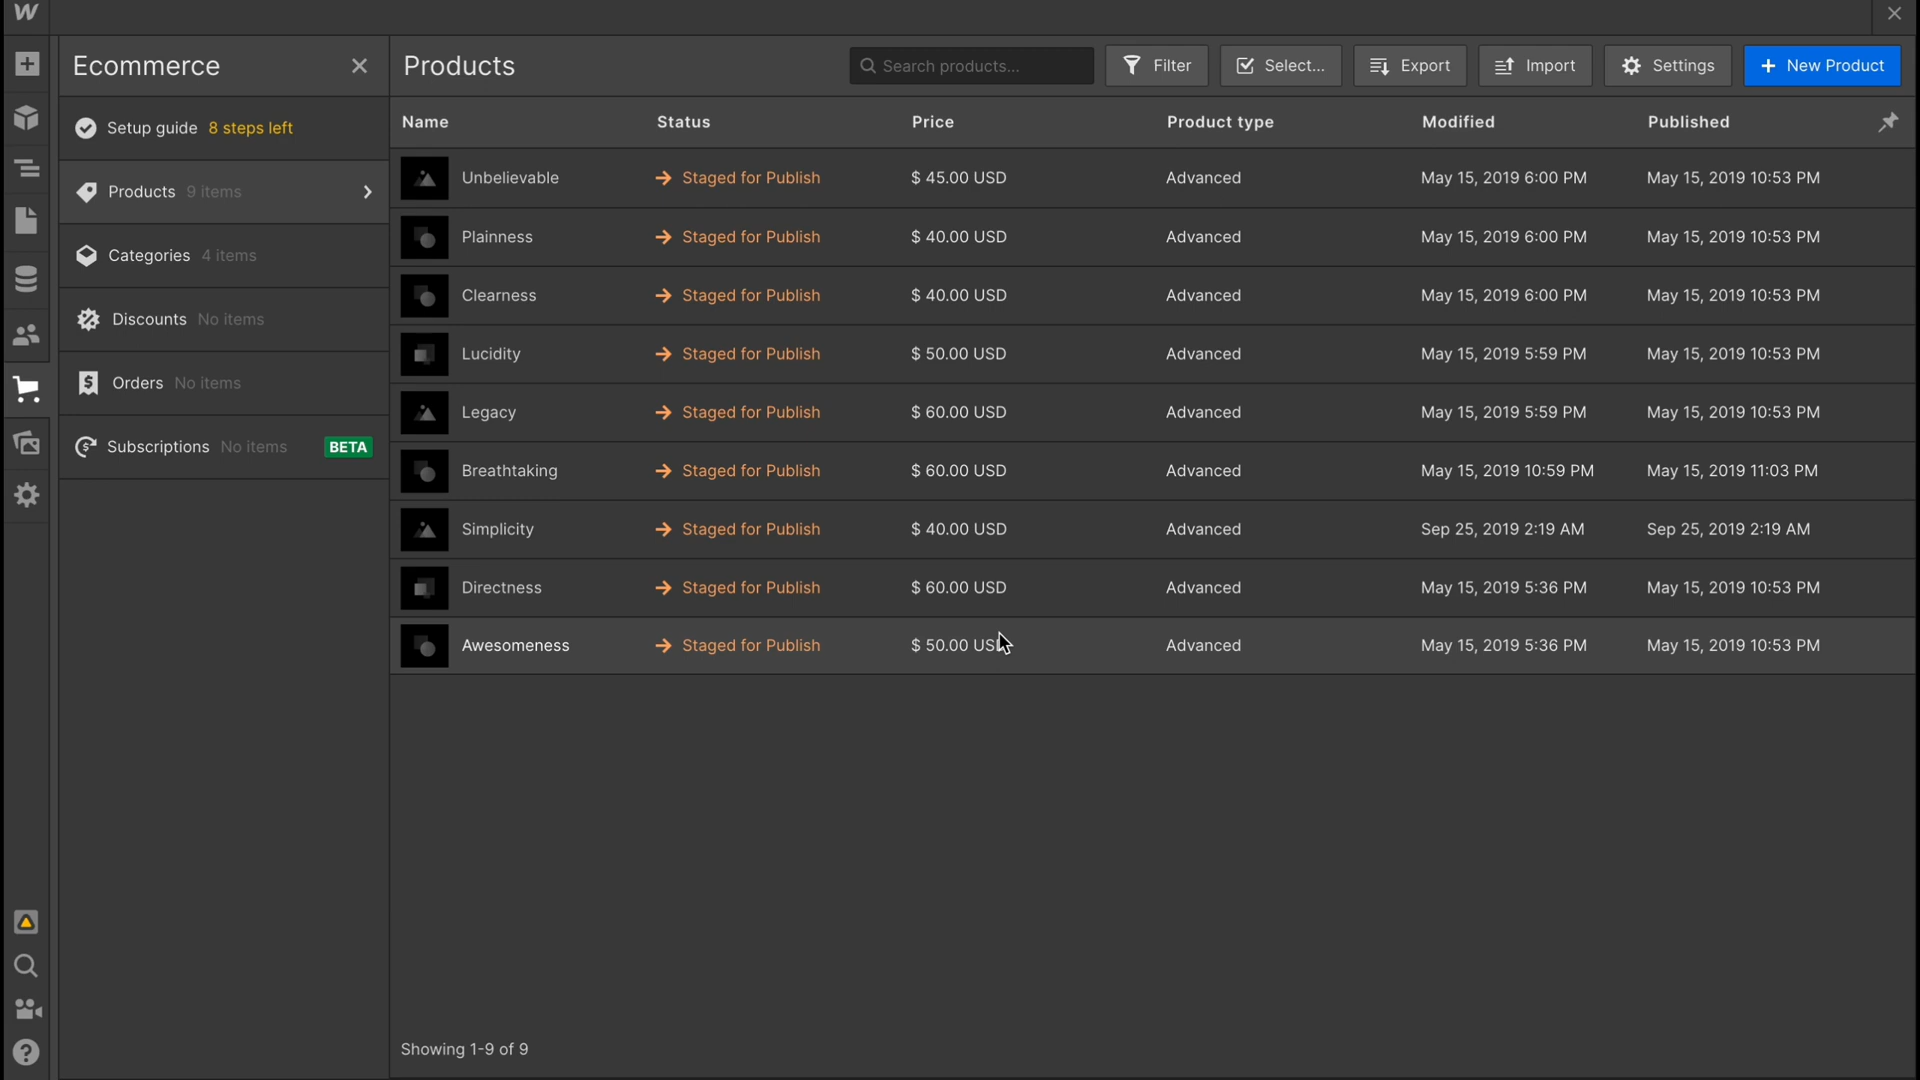 W
Ecommerce
Products
Search products...
Filter
Select...
Export
Import
Settings
New Product
Setup guide 8 steps left
Products 9 items
Categories 4 items
Discounts No items
Orders No items
Subscriptions No items BETA
Name Status Price Product type Modified Published
Unbelievable Staged for Publish $ 45.00 USD Advanced May 15, 2019 6:00 PM May 15, 2019 10:53 PM
Plainness Staged for Publish $ 40.00 USD Advanced May 15, 2019 6:00 PM May 15, 2019 10:53 PM
Clearness Staged for Publish $ 40.00 USD Advanced May 15, 2019 6:00 PM May 15, 2019 10:53 PM
Lucidity Staged for Publish $ 50.00 USD Advanced May 15, 2019 5:59 PM May 15, 2019 10:53 PM
Legacy Staged for Publish $ 60.00 USD Advanced May 15, 2019 5:59 PM May 15, 2019 10:53 PM
Breathtaking Staged for Publish $ 60.00 USD Advanced May 15, 2019 10:59 PM May 15, 2019 11:03 PM
Simplicity Staged for Publish $ 40.00 USD Advanced Sep 25, 2019 2:19 AM Sep 25, 2019 2:19 AM
Directness Staged for Publish $ 60.00 USD Advanced May 15, 2019 5:36 PM May 15, 2019 10:53 PM
Awesomeness Staged for Publish $ 50.00 USD Advanced May 15, 2019 5:36 PM May 15, 2019 10:53 PM
Showing 1-9 of 9